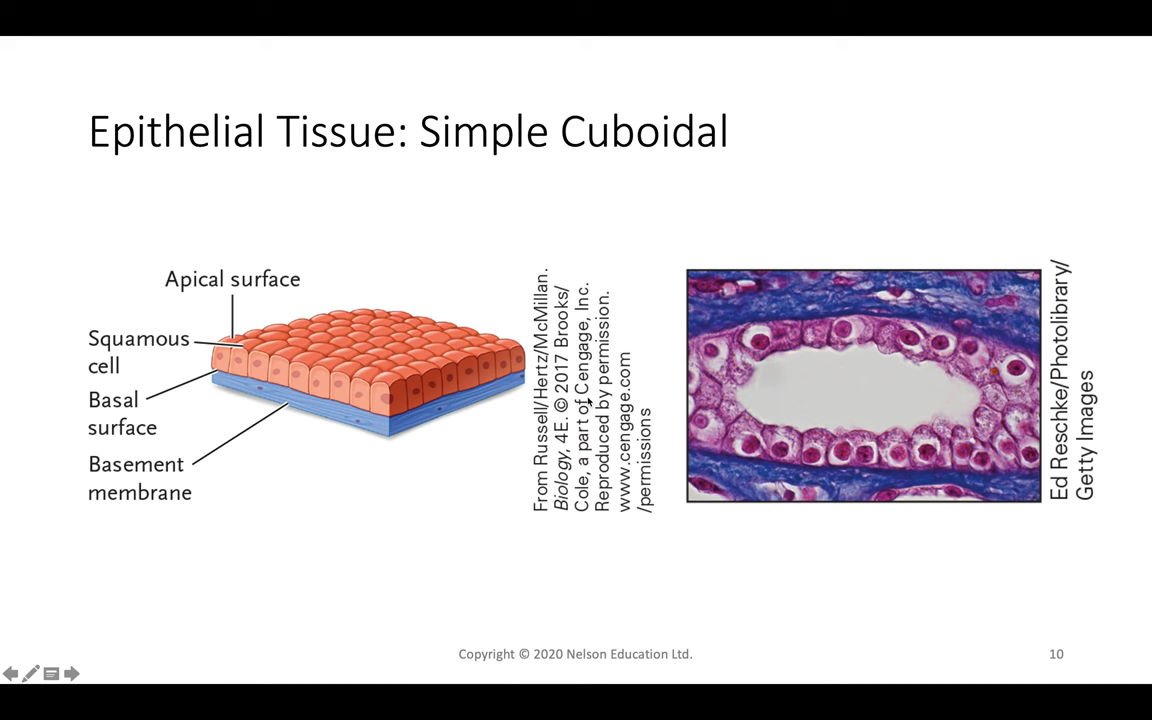 Epithelial Tissue: Simple Cuboidal
Apical surface
Squamous
cell
Basal
surface
Basement
membrane
From Russell/Hertz/McMillan.
Biology, 4E. © 2017 Brooks/
Cole, a part of Cengage, Inc.
Reproduced by permission.
www.cengage.com
/permissions
Ed Reschke/Photolibrary/
Getty Images
Copyright © 2020 Nelson Education Ltd.
10